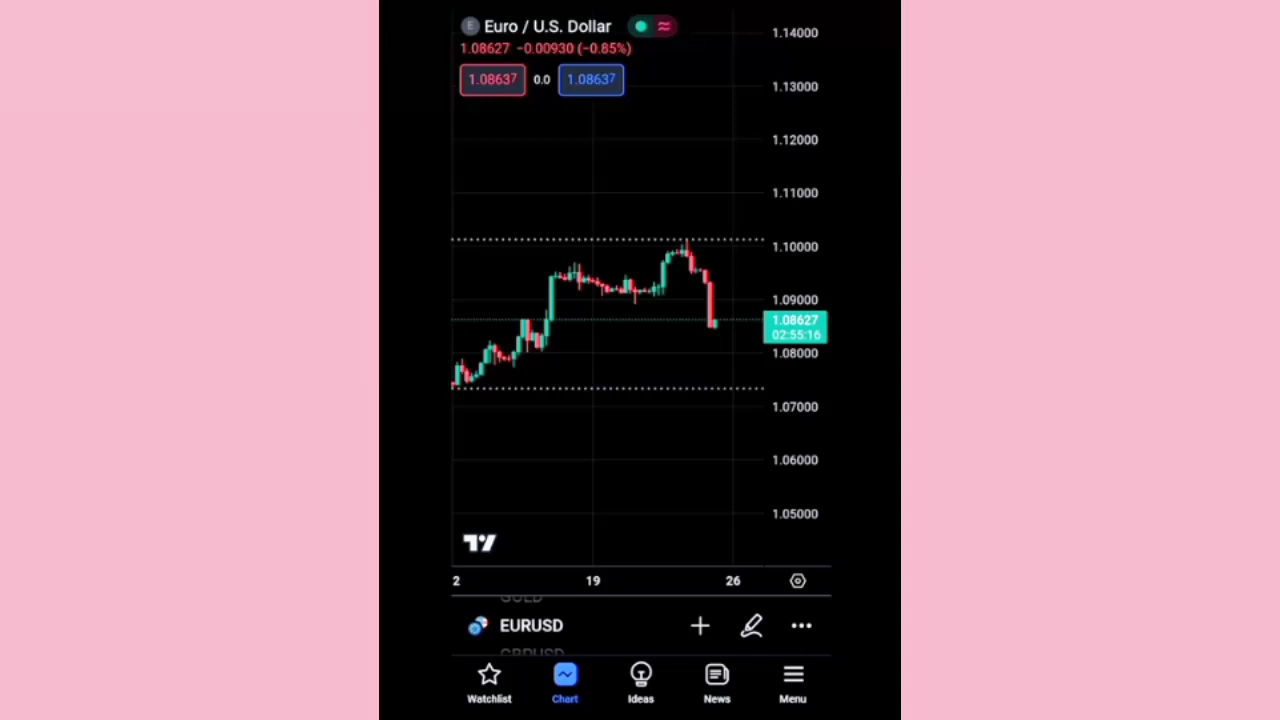 E Euro / U.S. Dollar
1.08627 −0.00930 (−0.85%)
1.08637 0.0 1.08637
1.14000
1.13000
1.12000
1.11000
1.10000
1.09000
1.08627
02:55:16
1.08000
1.07000
1.06000
1.05000
2 19 26
GOLD
EURUSD
GBPUSD
Watchlist Chart Ideas News Menu